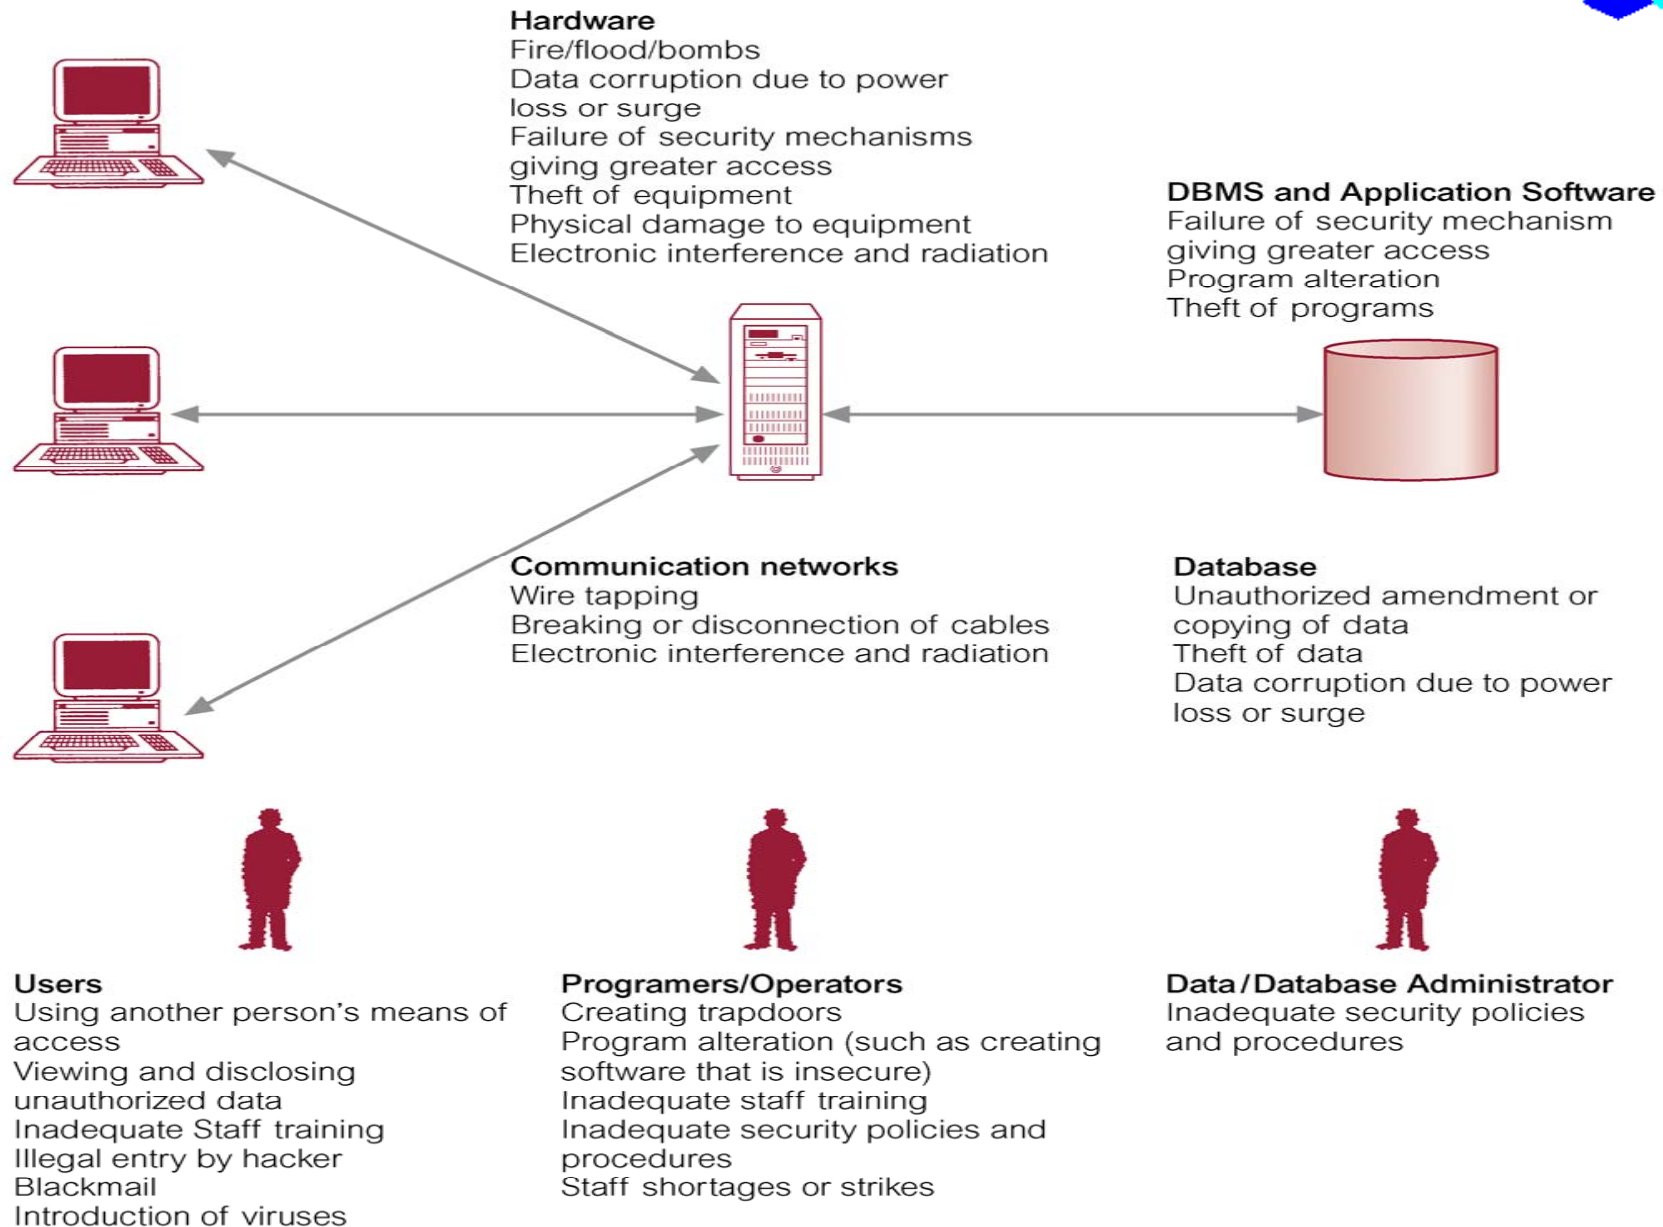 Hardware
Fire/flood/bombs
Data corruption due to power
loss or surge
Failure of security mechanisms
giving greater access
Theft of equipment
Physical damage to equipment
Electronic interference and radiation
DBMS and Application Software
Failure of security mechanism
giving greater access
Program alteration
Theft of programs
Communication networks
Wire tapping
Breaking or disconnection of cables
Electronic interference and radiation
Database
Unauthorized amendment or
copying of data
Theft of data
Data corruption due to power
loss or surge
Users
Using another person's means of
access
Viewing and disclosing
unauthorized data
Inadequate Staff training
Illegal entry by hacker
Blackmail
Introduction of viruses
Programers/Operators
Creating trapdoors
Program alteration (such as creating
software that is insecure)
Inadequate staff training
Inadequate security policies and
procedures
Staff shortages or strikes
Data/Database Administrator
Inadequate security policies
and procedures